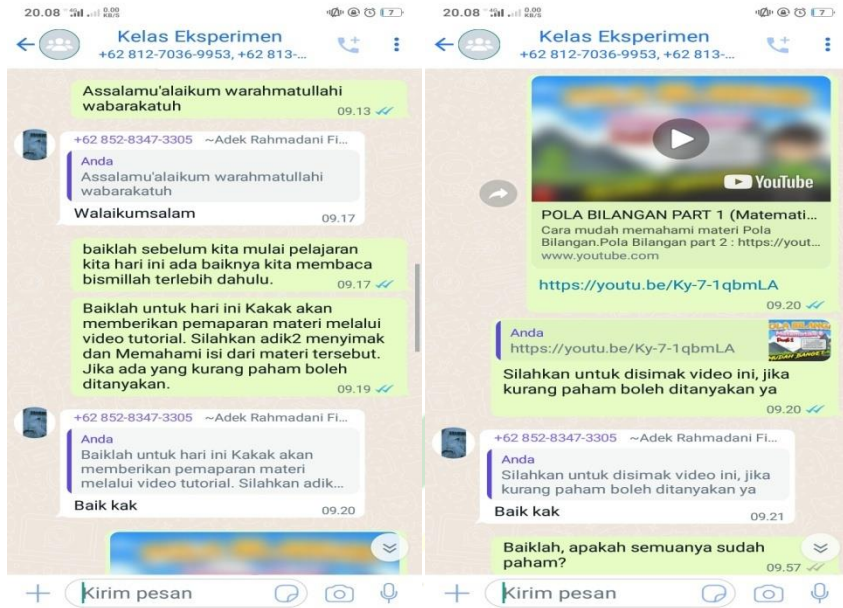 20.08
0.00
KB/S
7
Kelas Eksperimen
+62 812-7036-9953, +62 813-...
Assalamu'alaikum warahmatullahi
wabarakatuh
09.13
+62 852-8347-3305 ~Adek Rahmadani Fi...
Anda
Assalamu'alaikum warahmatullahi
wabarakatuh
Walaikumsalam
09.17
baiklah sebelum kita mulai pelajaran
kita hari ini ada baiknya kita membaca
bismillah terlebih dahulu.
09.17
Baiklah untuk hari ini Kakak akan
memberikan pemaparan materi melalui
video tutorial. Silahkan adik2 menyimak
dan Memahami isi dari materi tersebut.
Jika ada yang kurang paham boleh
ditanyakan.
09.19
+62 852-8347-3305 ~Adek Rahmadani Fi...
Anda
Baiklah untuk hari ini Kakak akan
memberikan pemaparan materi
melalui video tutorial. Silahkan adik...
Baik kak
09.20
Kirim pesan
20.08
0.00
KB/S
7
Kelas Eksperimen
+62 812-7036-9953, +62 813-...
YouTube
POLA BILANGAN PART 1 (Matemati...
Cara mudah memahami materi Pola
Bilangan.Pola Bilangan part 2 : https://yout...
www.youtube.com
https://youtu.be/Ky-7-1qbmLA
09.20
Anda
https://youtu.be/Ky-7-1qbmLA
Silahkan untuk disimak video ini, jika
kurang paham boleh ditanyakan ya
09.20
+62 852-8347-3305 ~Adek Rahmadani Fi...
Anda
Silahkan untuk disimak video ini, jika
kurang paham boleh ditanyakan ya
Baik kak
09.21
Baiklah, apakah semuanya sudah
paham?
09.57
Kirim pesan